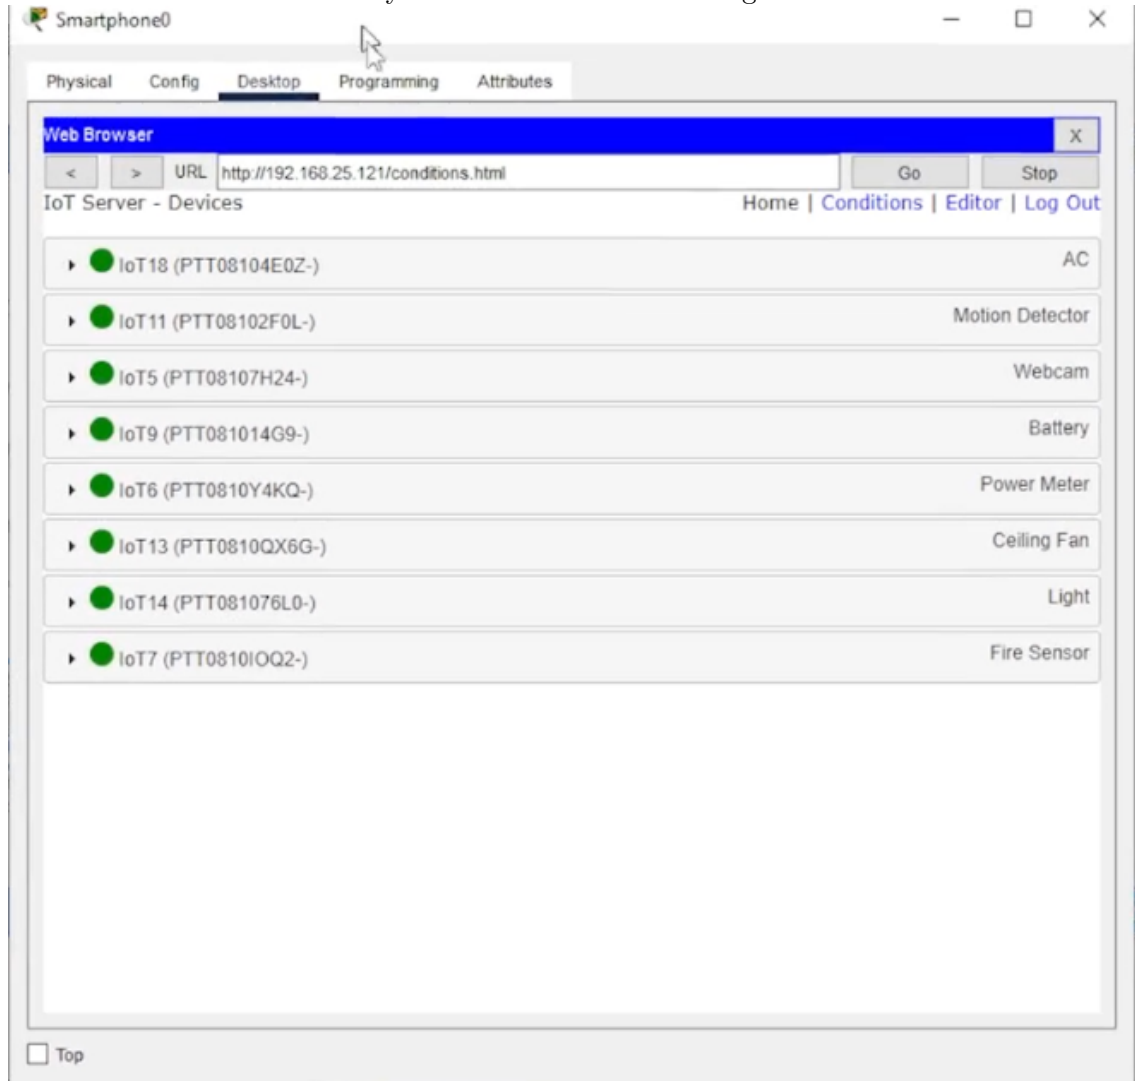 Smartphone0
Physical Config Desktop Programming Attributes
Web Browser X
< > URL http://192.168.25.121/conditions.html Go Stop
IoT Server - Devices Home | Conditions | Editor | Log Out
IoT18 (PTT08104E0Z-) AC
IoT11 (PTT08102F0L-) Motion Detector
IoT5 (PTT08107H24-) Webcam
IoT9 (PTT081014G9-) Battery
IoT6 (PTT0810Y4KQ-) Power Meter
IoT13 (PTT0810QX6G-) Ceiling Fan
IoT14 (PTT081076L0-) Light
IoT7 (PTT0810IOQ2-) Fire Sensor
Top